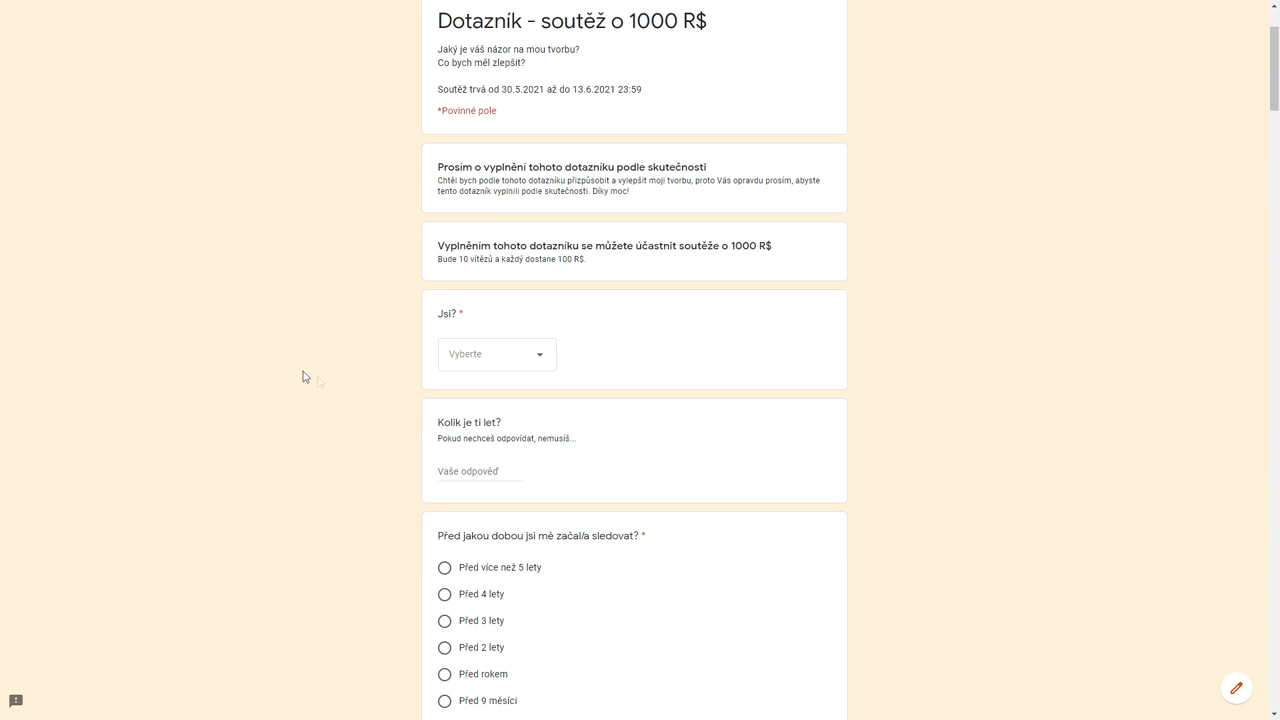 Dotazník - soutěž o 1000 R$
Jaký je váš názor na mou tvorbu?
Co bych měl zlepšit?
Soutěž trvá od 30.5.2021 až do 13.6.2021 23:59
*Povinné pole
Prosím o vyplnění tohoto dotazníku podle skutečnosti
Chtěl bych podle tohoto dotazníku přizpůsobit a vylepšit moji tvorbu, proto Vás opravdu prosím, abyste
tento dotazník vyplnili podle skutečnosti. Díky moc!
Vyplněním tohoto dotazníku se můžete účastnit soutěže o 1000 R$
Bude 10 vítězů a každý dostane 100 R$.
Jsi? *
Vyberte
Kolik je ti let?
Pokud nechceš odpovídat, nemusíš...
Vaše odpověď
Před jakou dobou jsi mě začal/a sledovat? *
Před více než 5 lety
Před 4 lety
Před 3 lety
Před 2 lety
Před rokem
Před 9 měsíci